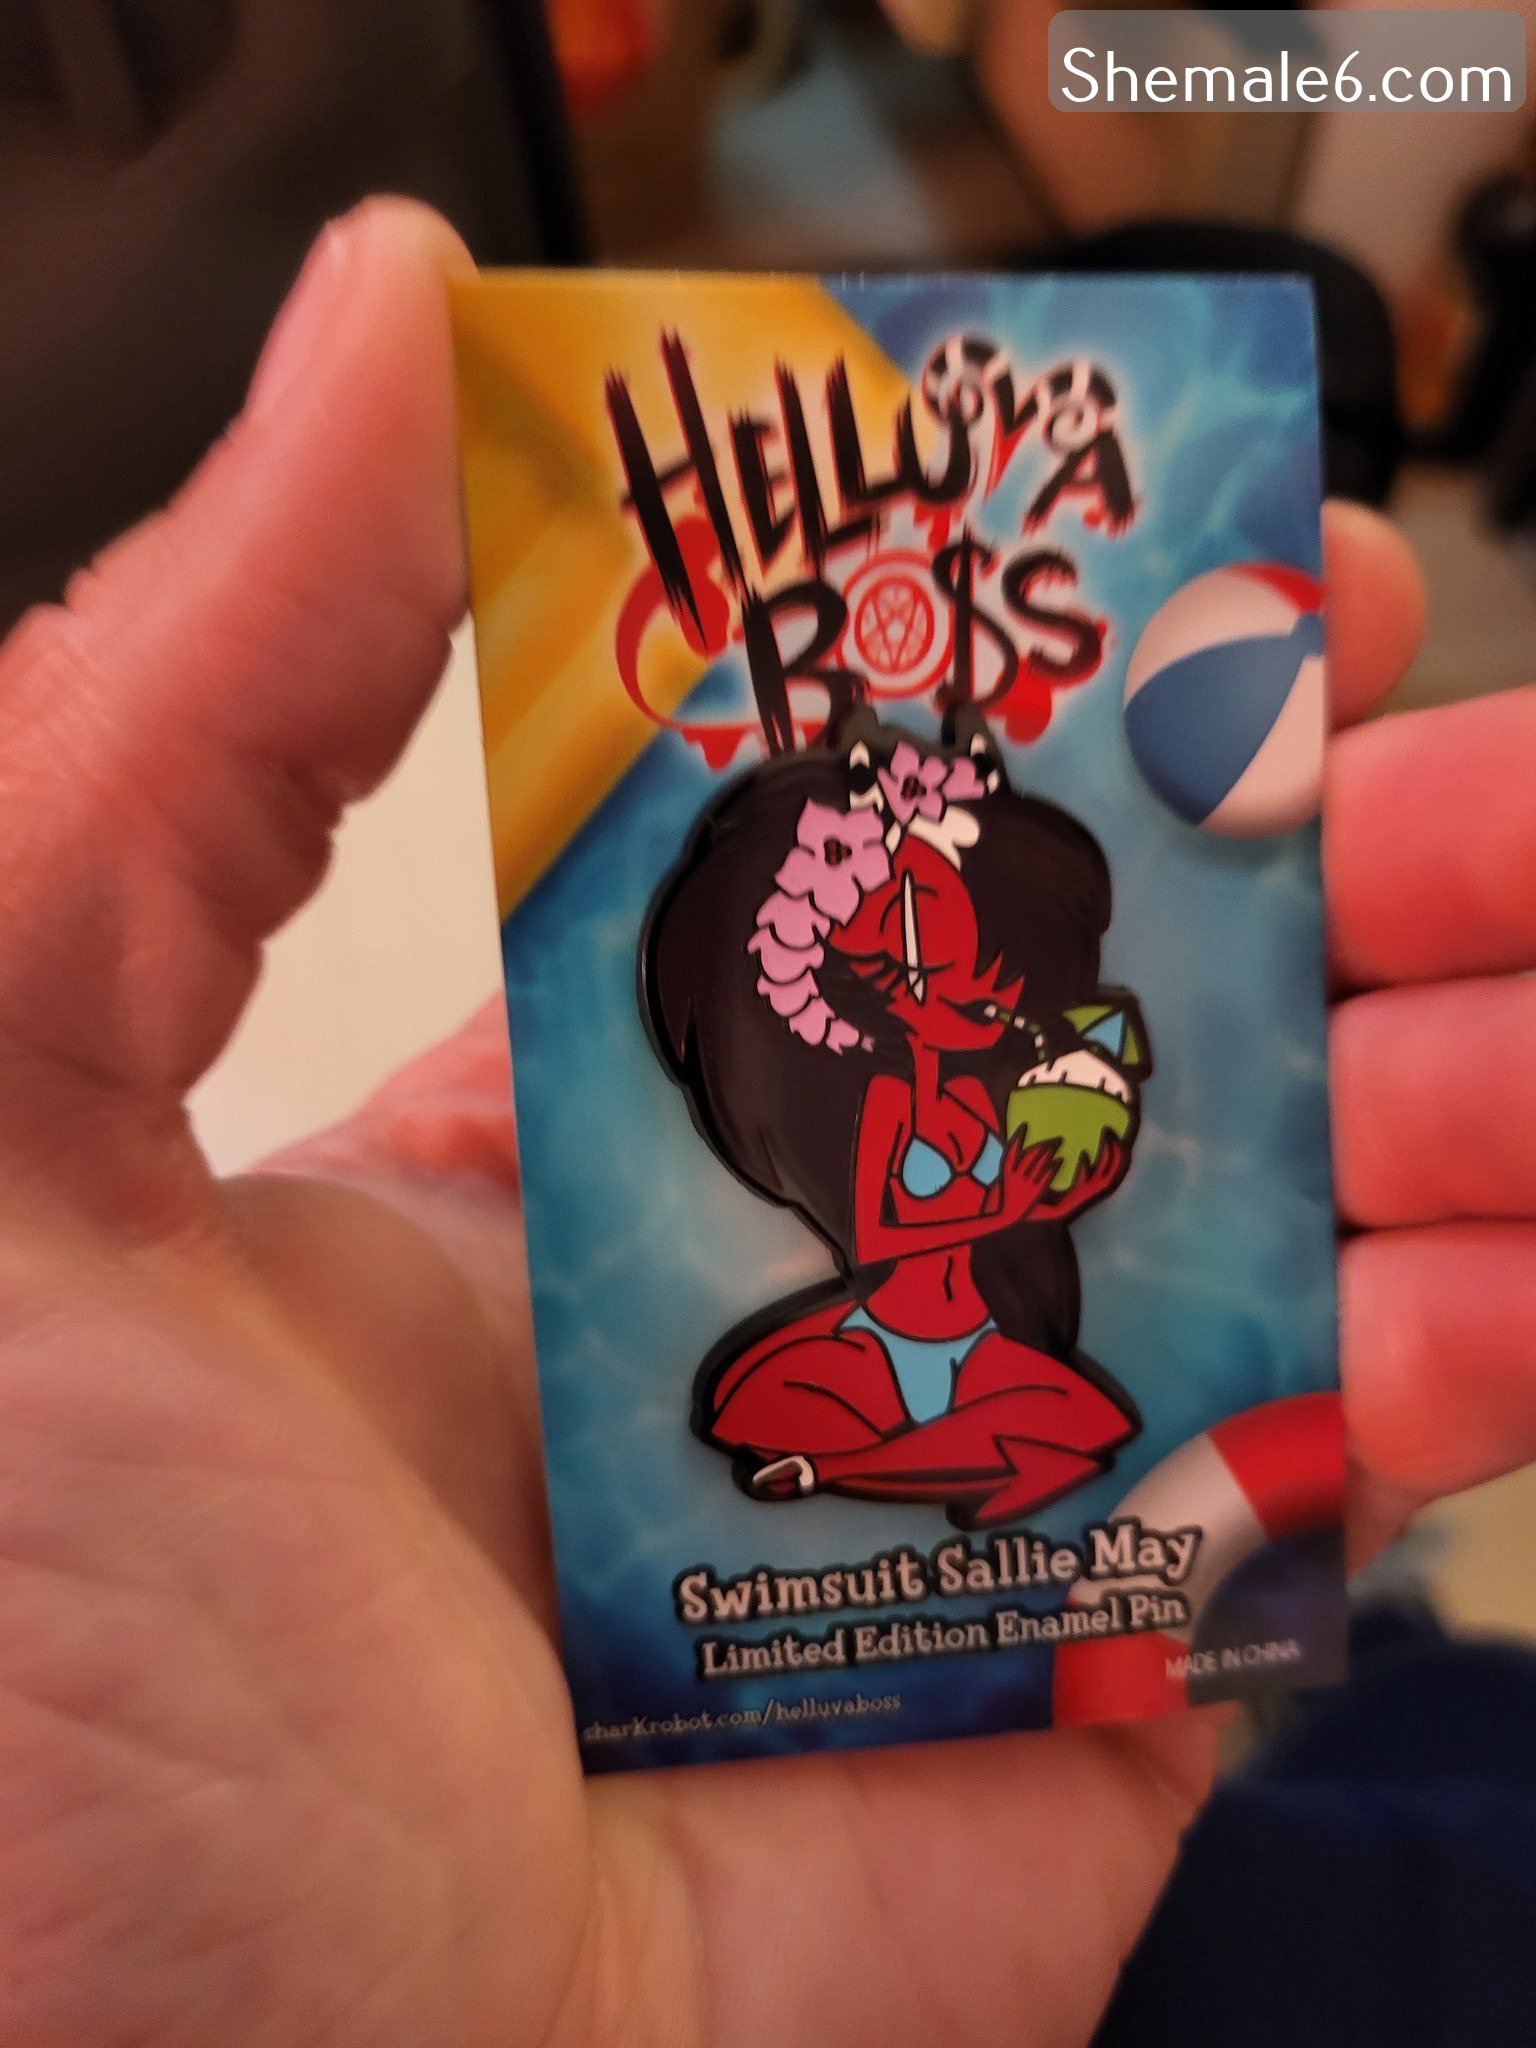 Shemale6.com
HELLUVA
BOSS
Swimsuit Sallie May
Limited Edition Enamel Pin
MADE IN CHINA
sharkrobot.com/helluvaboss